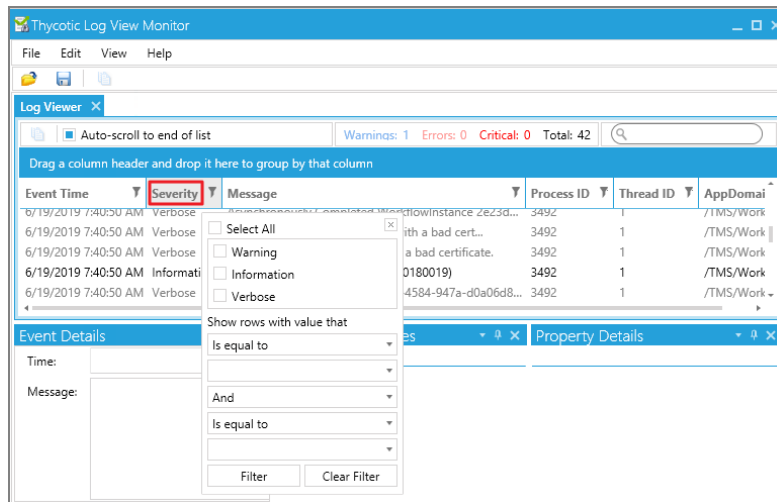 Thycotic Log View Monitor
File Edit View Help
Log Viewer
Auto-scroll to end of list Warnings: 1 Errors: 0 Critical: 0 Total: 42
Drag a column header and drop it here to group by that column
Event Time Severity Message Process ID Thread ID AppDomai
6/19/2019 7:40:50 AM Verbose Asynchronously Completed WorkflowInstance 2e23d... 3492 1 /TMS/Work
6/19/2019 7:40:50 AM Verbose ith a bad cert... 3492 1 /TMS/Work
6/19/2019 7:40:50 AM Verbose a bad certificate. 3492 1 /TMS/Work
6/19/2019 7:40:50 AM Informati 0180019) 3492 1 /TMS/Work
6/19/2019 7:40:50 AM Verbose -4584-947a-d0a06d8... 3492 1 /TMS/Work
Select All
Warning
Information
Verbose
Show rows with value that
Is equal to
And
Is equal to
Filter Clear Filter
Event Details es Property Details
Time:
Message: